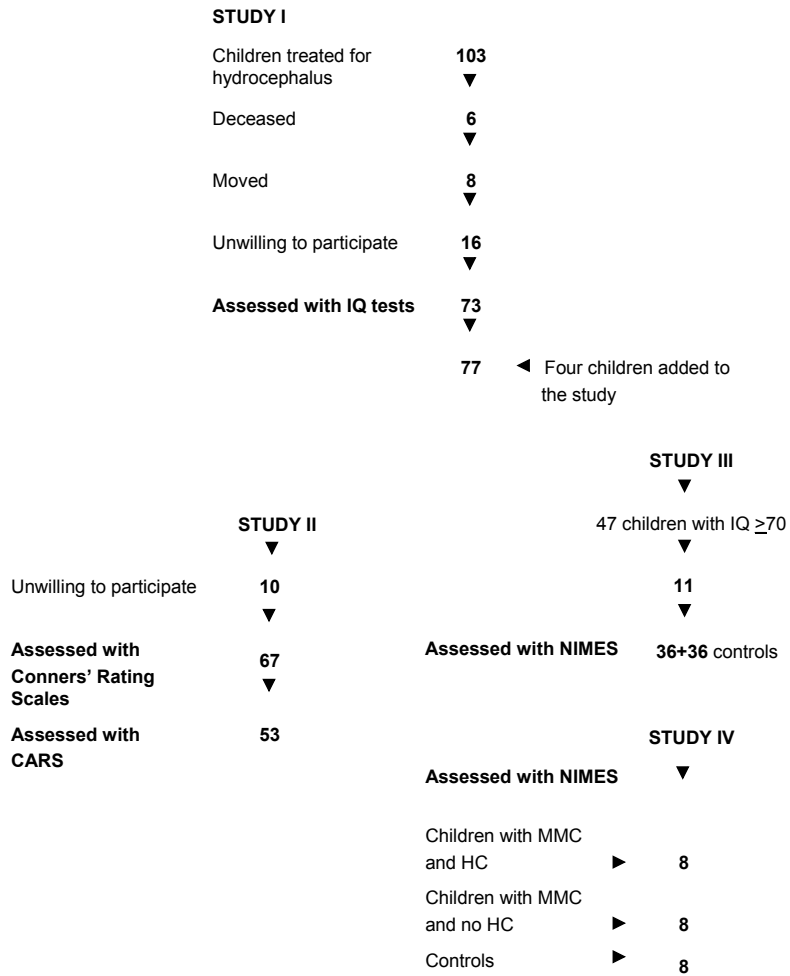 STUDY I
Children treated for 103
hydrocephalus
Deceased 6
Moved 8
Unwilling to participate 16
Assessed with IQ tests 73
77 Four children added to
the study
STUDY II
Unwilling to participate 10
Assessed with
Conners' Rating 67
Scales
Assessed with 53
CARS
STUDY III
47 children with IQ ≥70
11
Assessed with NIMES 36+36 controls
STUDY IV
Assessed with NIMES
Children with MMC
and HC 8
Children with MMC
and no HC 8
Controls 8